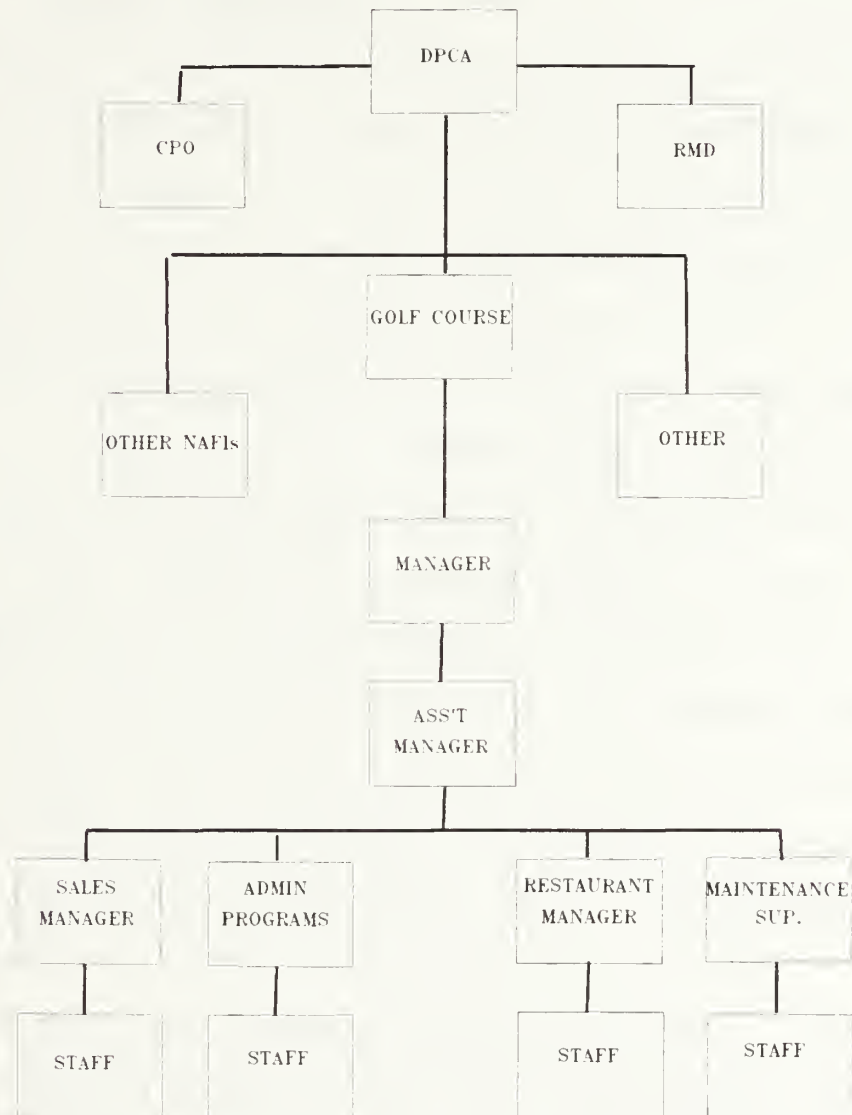 DPCA
CPO
RMD
GOLF COURSE
OTHER NAFIs
OTHER
MANAGER
ASS'T
MANAGER
SALES
MANAGER
ADMIN
PROGRAMS
RESTAURANT
MANAGER
MAINTENANCE
SUP.
STAFF
STAFF
STAFF
STAFF